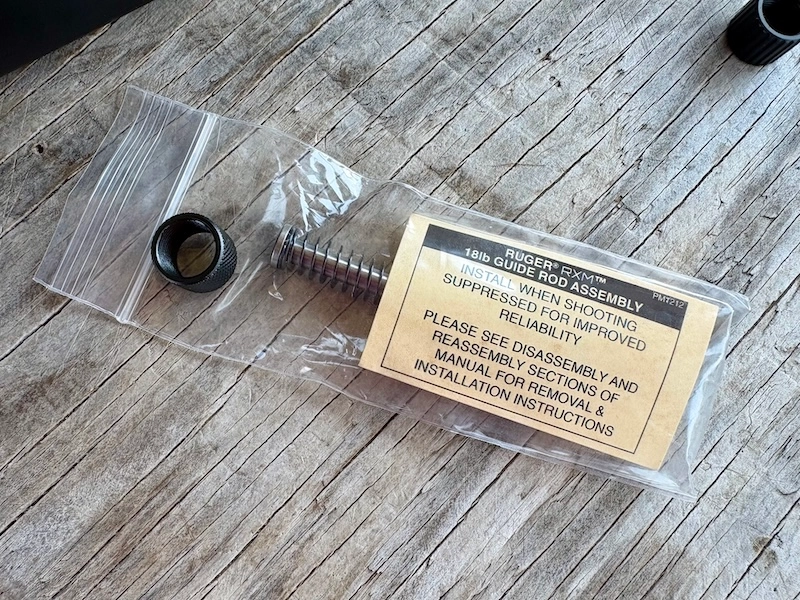 RUGER® RXM™
18lb GUIDE ROD ASSEMBLY
PMT212
INSTALL WHEN SHOOTING
SUPPRESSED FOR IMPROVED
RELIABILITY
PLEASE SEE DISASSEMBLY AND
REASSEMBLY SECTIONS OF
MANUAL FOR REMOVAL &
INSTALLATION INSTRUCTIONS